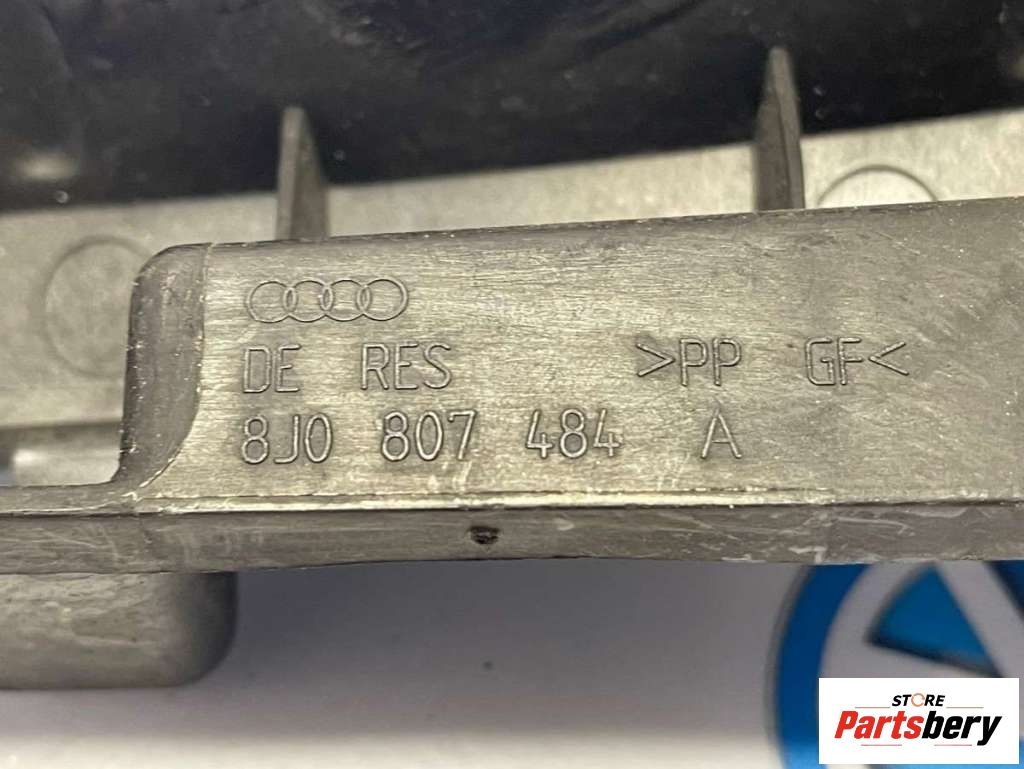 DE RES >PP GF<
8J0 807 484 A
STORE
Partsbery